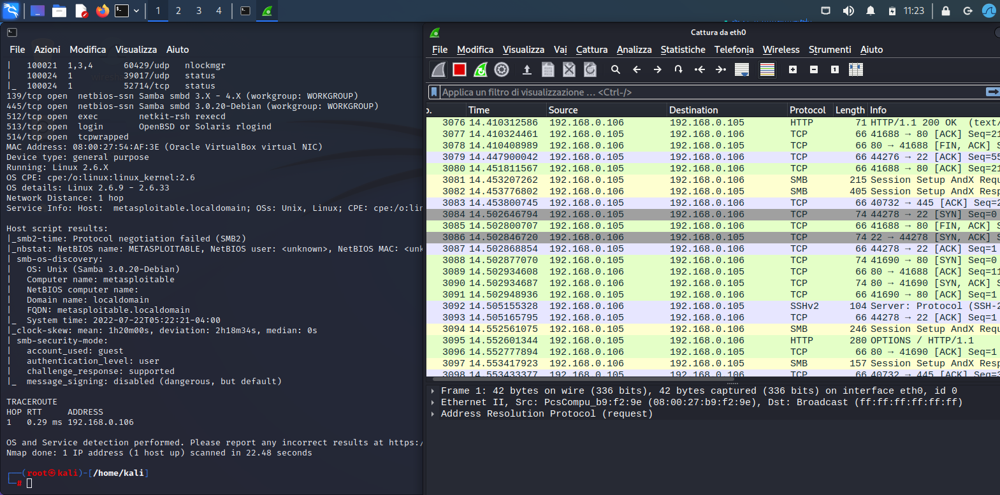 1 2 3 4 11:23
File Azioni Modifica Visualizza Aiuto
| 100021 1,3,4 60429/udp nlockmgr
| 100024 1 39017/udp status
|_ 100024 1 52714/tcp status
139/tcp open netbios-ssn Samba smbd 3.X - 4.X (workgroup: WORKGROUP)
445/tcp open netbios-ssn Samba smbd 3.0.20-Debian (workgroup: WORKGROUP)
512/tcp open exec netkit-rsh rexecd
513/tcp open login OpenBSD or Solaris rlogind
514/tcp open tcpwrapped
MAC Address: 08:00:27:54:AF:3E (Oracle VirtualBox virtual NIC)
Device type: general purpose
Running: Linux 2.6.X
OS CPE: cpe:/o:linux:linux_kernel:2.6
OS details: Linux 2.6.9 - 2.6.33
Network Distance: 1 hop
Service Info: Host: metasploitable.localdomain; OSs: Unix, Linux; CPE: cpe:/o:lin
Host script results:
|_smb2-time: Protocol negotiation failed (SMB2)
|_nbstat: NetBIOS name: METASPLOITABLE, NetBIOS user: <unknown>, NetBIOS MAC: <unk
| smb-os-discovery:
|   OS: Unix (Samba 3.0.20-Debian)
|   Computer name: metasploitable
|   NetBIOS computer name:
|   Domain name: localdomain
|   FQDN: metasploitable.localdomain
|_  System time: 2022-07-22T05:22:21-04:00
|_clock-skew: mean: 1h20m00s, deviation: 2h18m34s, median: 0s
| smb-security-mode:
|   account_used: guest
|   authentication_level: user
|   challenge_response: supported
|_  message_signing: disabled (dangerous, but default)
TRACEROUTE
HOP RTT ADDRESS
1 0.29 ms 192.168.0.106
OS and Service detection performed. Please report any incorrect results at https:/
Nmap done: 1 IP address (1 host up) scanned in 22.48 seconds
(root㉿kali)-[/home/kali]
#
Cattura da eth0
File Modifica Visualizza Vai Cattura Analizza Statistiche Telefonia Wireless Strumenti Aiuto
Applica un filtro di visualizzazione … <Ctrl-/>
o. Time Source Destination Protocol Length Info
3076 14.410312586 192.168.0.106 192.168.0.105 HTTP 71 HTTP/1.1 200 OK (text/
3077 14.410324461 192.168.0.105 192.168.0.106 TCP 66 41688 → 80 [ACK] Seq=21
3078 14.410408989 192.168.0.106 192.168.0.105 TCP 66 80 → 41688 [FIN, ACK] S
3079 14.447900042 192.168.0.105 192.168.0.106 TCP 66 44276 → 22 [ACK] Seq=55
3080 14.451811567 192.168.0.105 192.168.0.106 TCP 66 41688 → 80 [ACK] Seq=21
3081 14.453207262 192.168.0.105 192.168.0.106 SMB 215 Session Setup AndX Requ
3082 14.453776802 192.168.0.106 192.168.0.105 SMB 405 Session Setup AndX Resp
3083 14.453800745 192.168.0.105 192.168.0.106 TCP 66 40732 → 445 [ACK] Seq=2
3084 14.502646794 192.168.0.105 192.168.0.106 TCP 74 44278 → 22 [SYN] Seq=0
3085 14.502800707 192.168.0.105 192.168.0.106 TCP 66 41688 → 80 [FIN, ACK] S
3086 14.502846720 192.168.0.106 192.168.0.105 TCP 74 22 → 44278 [SYN, ACK] S
3087 14.502868854 192.168.0.105 192.168.0.106 TCP 66 44278 → 22 [ACK] Seq=1
3088 14.502877070 192.168.0.105 192.168.0.106 TCP 74 41690 → 80 [SYN] Seq=0
3089 14.502934608 192.168.0.106 192.168.0.105 TCP 66 80 → 41688 [ACK] Seq=11
3090 14.502934687 192.168.0.106 192.168.0.105 TCP 74 80 → 41690 [SYN, ACK] S
3091 14.502948936 192.168.0.105 192.168.0.106 TCP 66 41690 → 80 [ACK] Seq=1
3092 14.505155328 192.168.0.106 192.168.0.105 SSHv2 104 Server: Protocol (SSH-2
3093 14.505165795 192.168.0.105 192.168.0.106 TCP 66 44278 → 22 [ACK] Seq=1
3094 14.552561075 192.168.0.105 192.168.0.106 SMB 246 Session Setup AndX Requ
3095 14.552601344 192.168.0.105 192.168.0.106 HTTP 280 OPTIONS / HTTP/1.1
3096 14.552777894 192.168.0.106 192.168.0.105 TCP 66 80 → 41690 [ACK] Seq=1
3097 14.553417923 192.168.0.106 192.168.0.105 SMB 157 Session Setup AndX Resp
3098 14.553433377 192.168.0.105 192.168.0.106 TCP 66 40732 → 445 [ACK] Seq=3
Frame 1: 42 bytes on wire (336 bits), 42 bytes captured (336 bits) on interface eth0, id 0
Ethernet II, Src: PcsCompu_b9:f2:9e (08:00:27:b9:f2:9e), Dst: Broadcast (ff:ff:ff:ff:ff:ff)
Address Resolution Protocol (request)